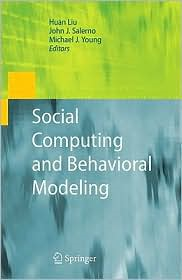 Huan Liu
John J. Salerno
Michael J. Young
Editors
Social
Computing
and Behavioral
Modeling
Springer